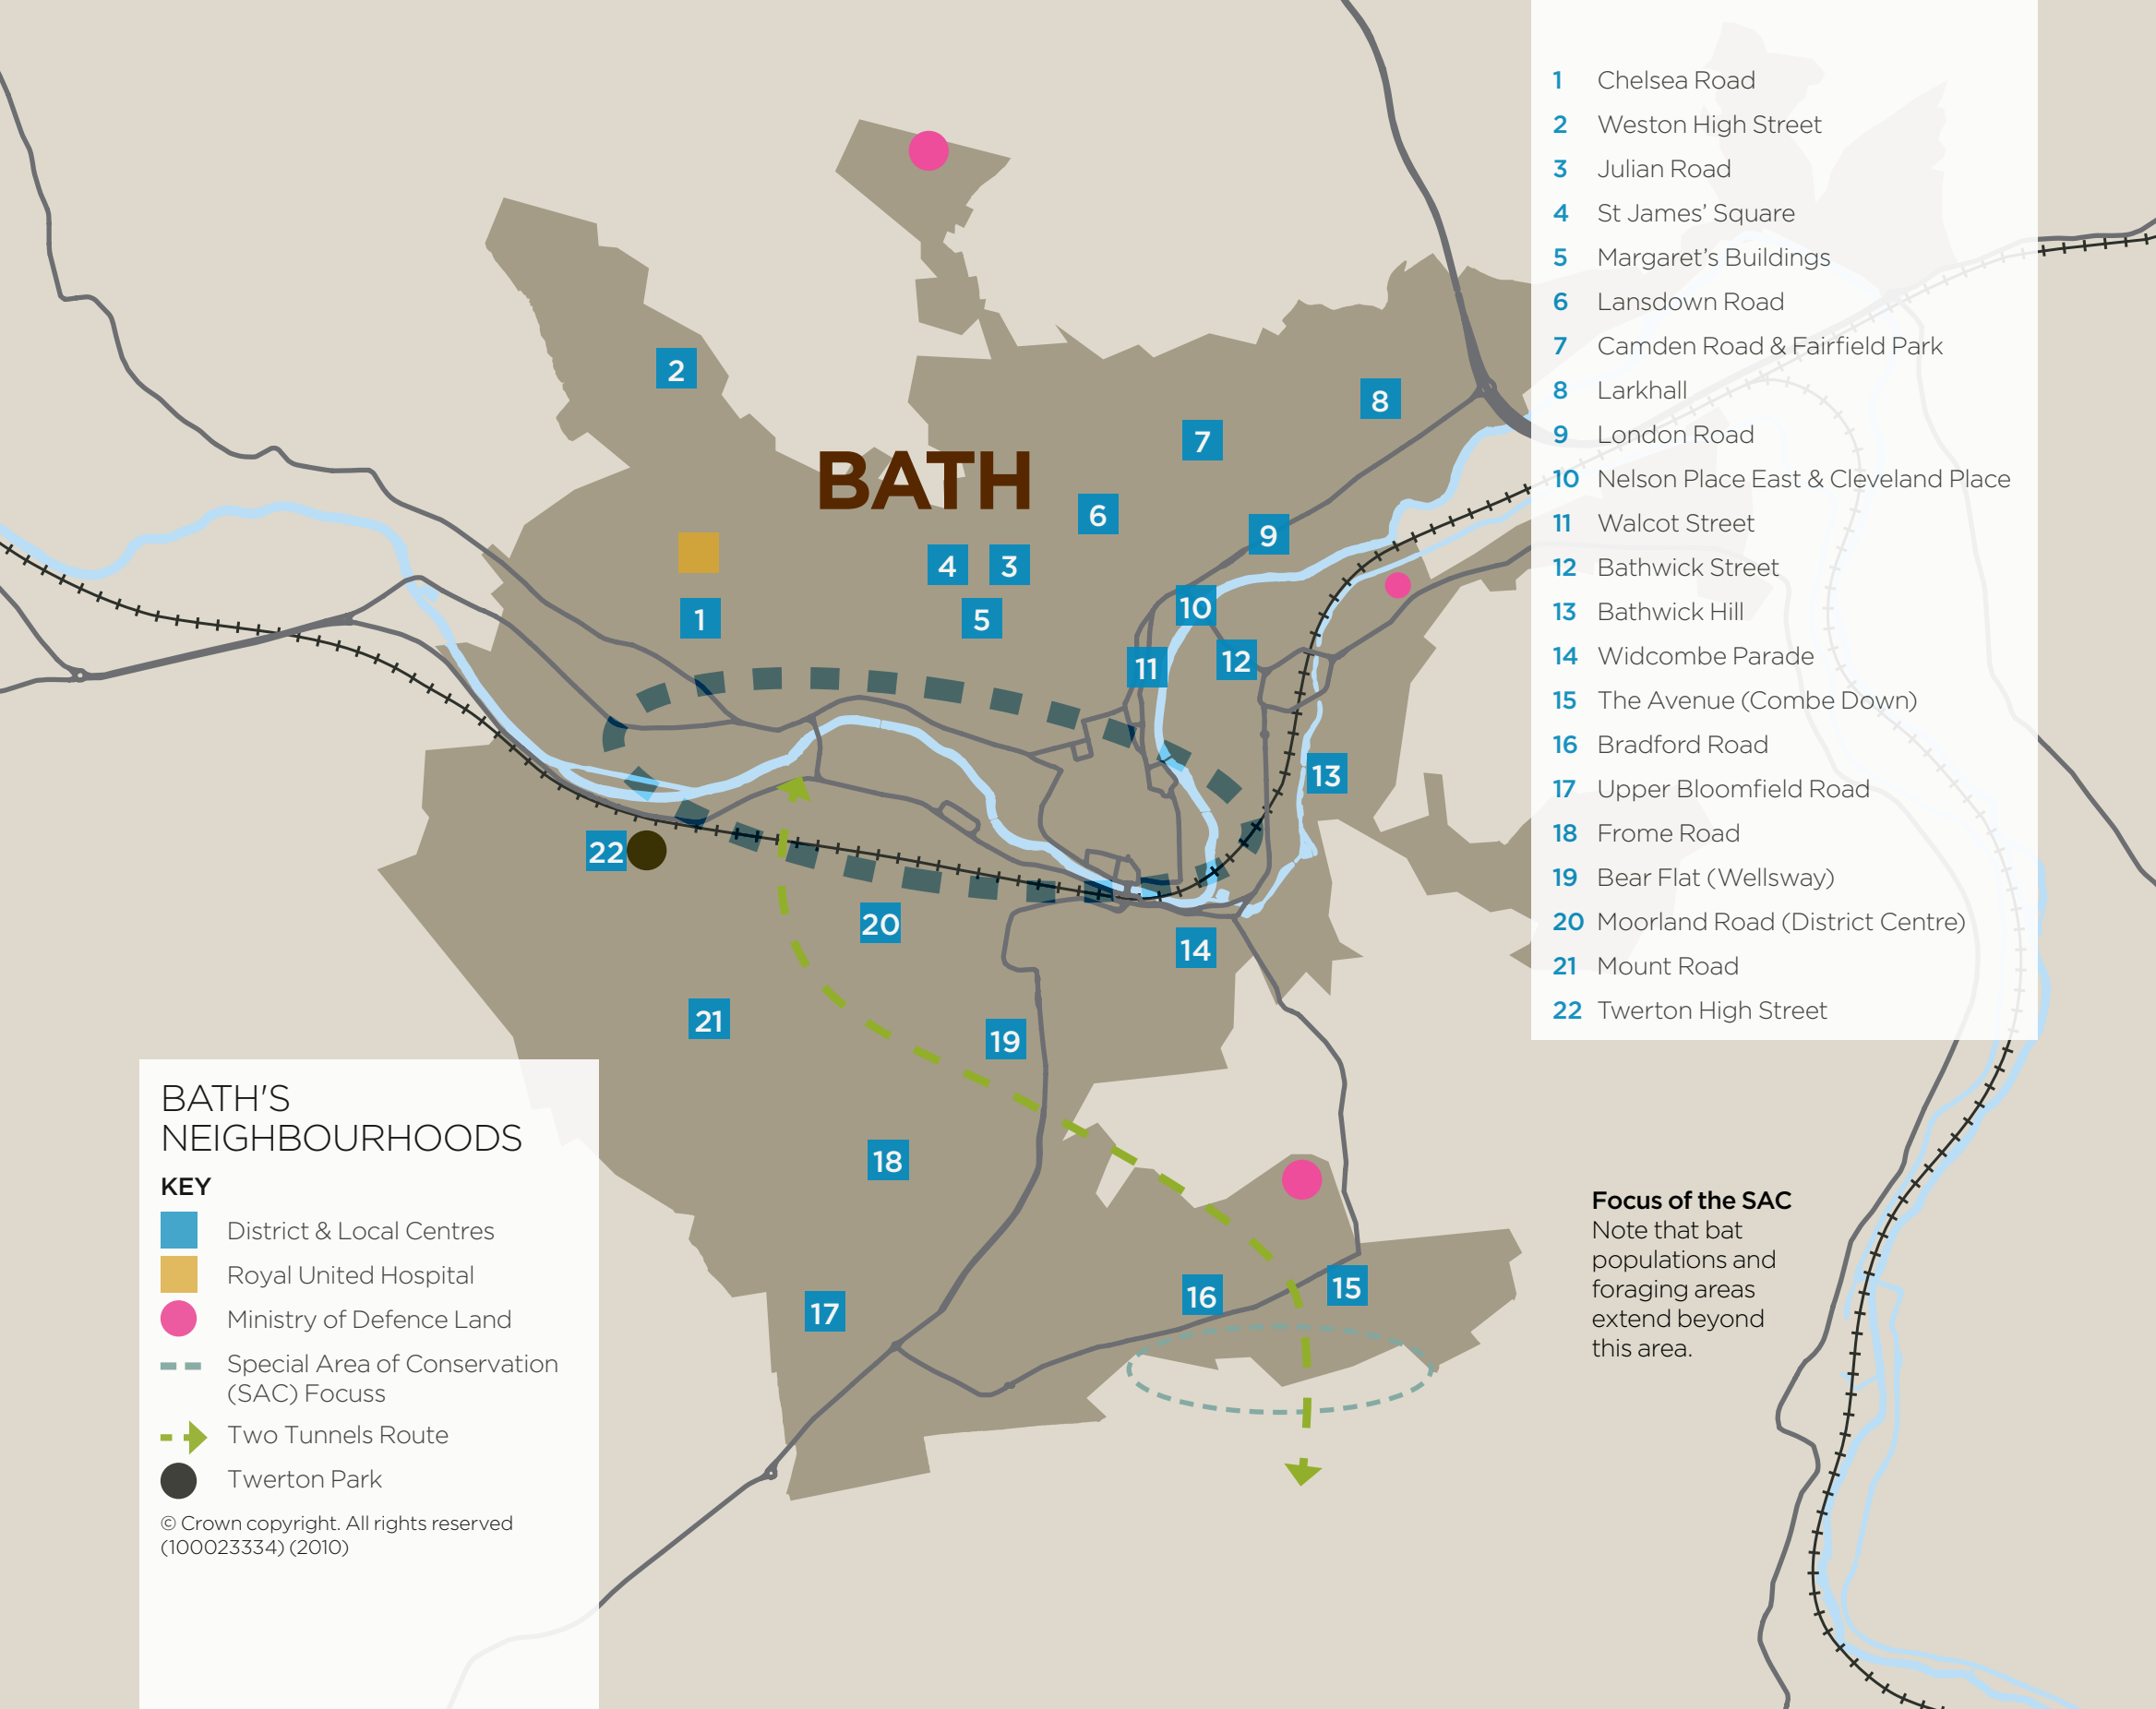 1 Chelsea Road
2 Weston High Street
3 Julian Road
4 St James’ Square
5 Margaret’s Buildings
6 Lansdown Road
7 Camden Road & Fairfield Park
8 Larkhall
9 London Road
10 Nelson Place East & Cleveland Place
11 Walcot Street
12 Bathwick Street
13 Bathwick Hill
14 Widcombe Parade
15 The Avenue (Combe Down)
16 Bradford Road
17 Upper Bloomfield Road
18 Frome Road
19 Bear Flat (Wellsway)
20 Moorland Road (District Centre)
21 Mount Road
22 Twerton High Street
2
8
7
BATH
6
9
4 3
10
1
5
12
11
13
22
20
14
21
19
18
15
16
17
BATH'S
NEIGHBOURHOODS
KEY
District & Local Centres
Royal United Hospital
Ministry of Defence Land
Special Area of Conservation
(SAC) Focuss
Two Tunnels Route
Twerton Park
© Crown copyright. All rights reserved
(100023334) (2010)
Focus of the SAC
Note that bat
populations and
foraging areas
extend beyond
this area.